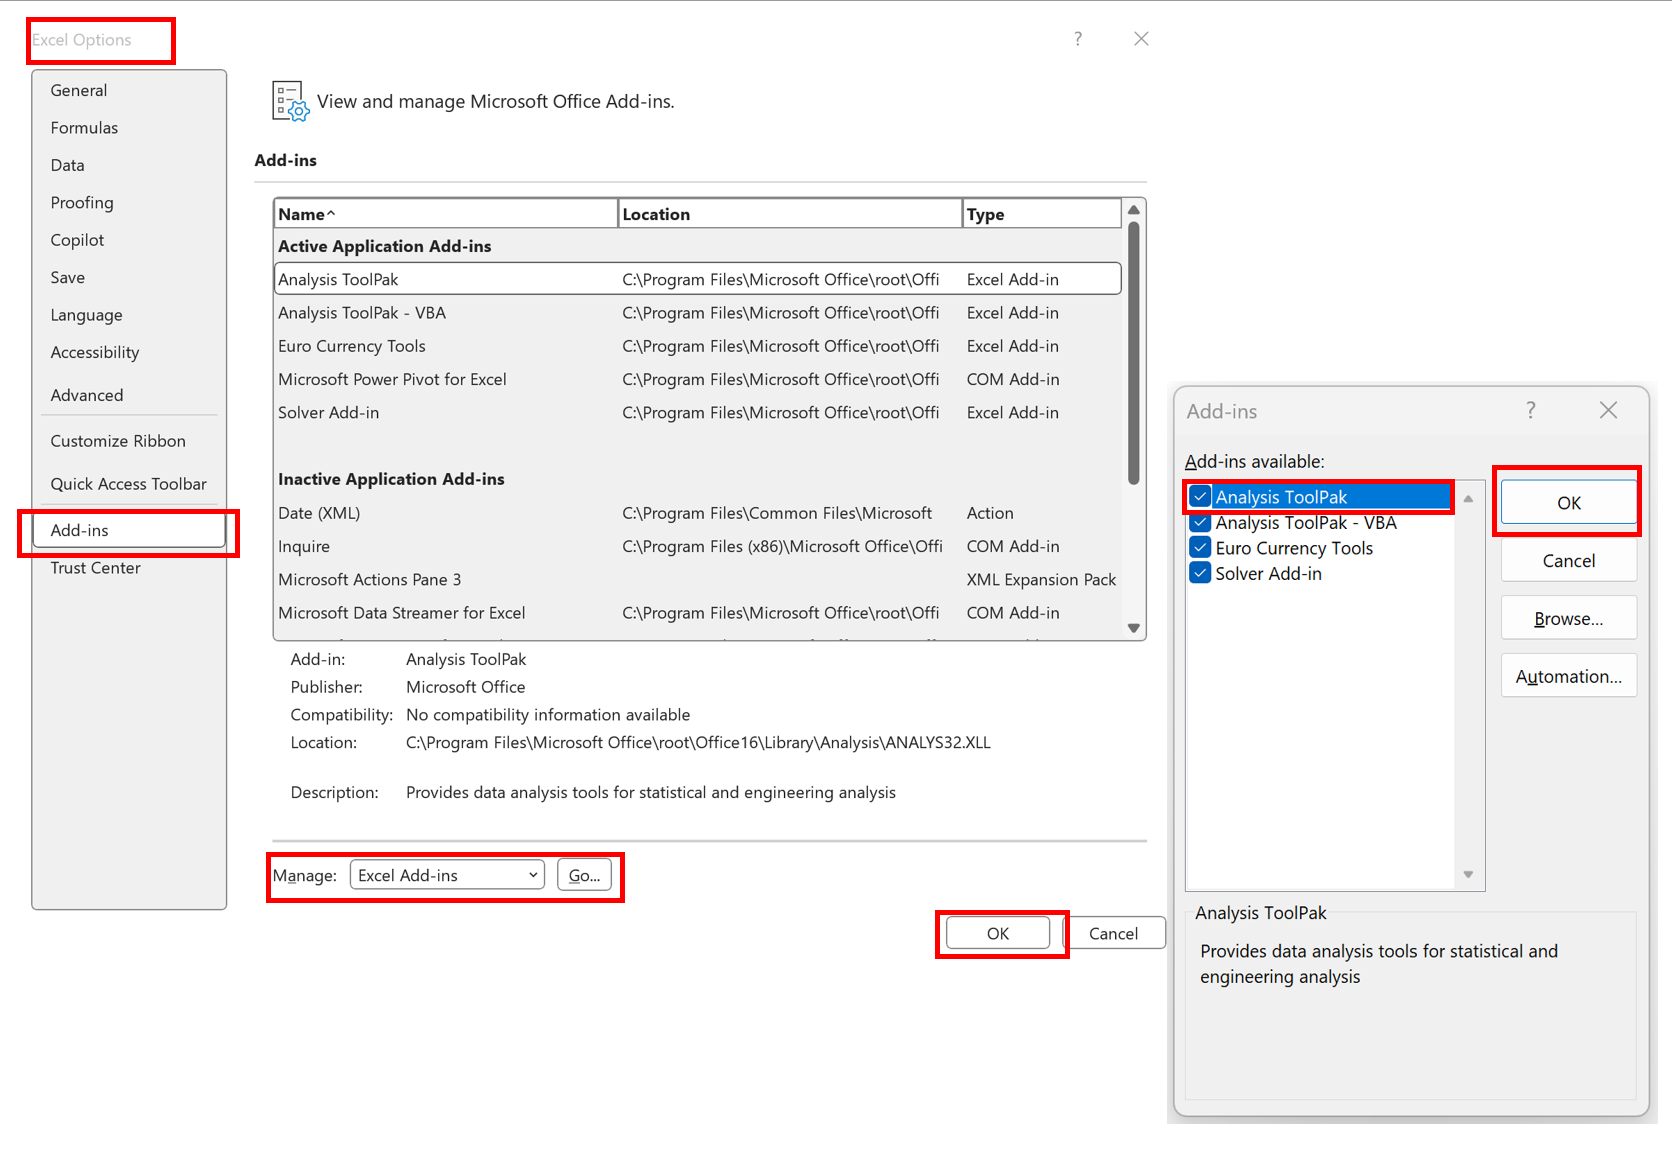 Excel Options
?
General
Formulas
Data
Proofing
Copilot
Save
Language
Accessibility
Advanced
Customize Ribbon
Quick Access Toolbar
Add-ins
Trust Center
View and manage Microsoft Office Add-ins.
Add-ins
Name Location Type
Active Application Add-ins
Analysis ToolPak C:\Program Files\Microsoft Office\root\Offi Excel Add-in
Analysis ToolPak - VBA C:\Program Files\Microsoft Office\root\Offi Excel Add-in
Euro Currency Tools C:\Program Files\Microsoft Office\root\Offi Excel Add-in
Microsoft Power Pivot for Excel C:\Program Files\Microsoft Office\root\Offi COM Add-in
Solver Add-in C:\Program Files\Microsoft Office\root\Offi Excel Add-in
Inactive Application Add-ins
Date (XML) C:\Program Files\Common Files\Microsoft Action
Inquire C:\Program Files (x86)\Microsoft Office\Offi COM Add-in
Microsoft Actions Pane 3 XML Expansion Pack
Microsoft Data Streamer for Excel C:\Program Files\Microsoft Office\root\Offi COM Add-in
Add-in: Analysis ToolPak
Publisher: Microsoft Office
Compatibility: No compatibility information available
Location: C:\Program Files\Microsoft Office\root\Office16\Library\Analysis\ANALYS32.XLL
Description: Provides data analysis tools for statistical and engineering analysis
Manage: Excel Add-ins Go...
OK Cancel
Add-ins ?
Add-ins available:
Analysis ToolPak
Analysis ToolPak - VBA
Euro Currency Tools
Solver Add-in
OK
Cancel
Browse...
Automation...
Analysis ToolPak
Provides data analysis tools for statistical and
engineering analysis